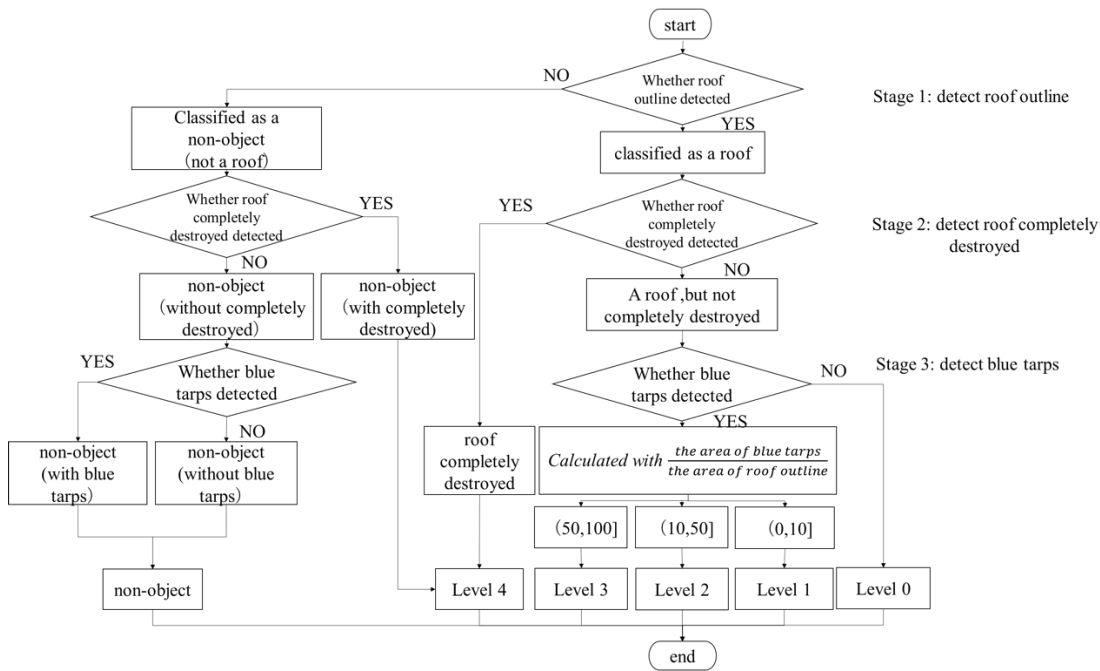 start
Whether roof
outline detected
NO
YES
Stage 1: detect roof outline
Classified as a
non-object
(not a roof)
classified as a roof
Whether roof
completely
destroyed detected
YES
NO
Whether roof
completely
destroyed detected
YES
NO
Stage 2: detect roof completely
destroyed
non-object
(without completely
destroyed)
non-object
(with completely
destroyed)
A roof ,but not
completely destroyed
Whether blue
tarps detected
YES
NO
Whether blue
tarps detected
NO
YES
Stage 3: detect blue tarps
non-object
(with blue
tarps)
non-object
(without blue
tarps)
roof
completely
destroyed
Calculated with the area of blue tarps
the area of roof outline
(50,100]
(10,50]
(0,10]
non-object
Level 4
Level 3
Level 2
Level 1
Level 0
end